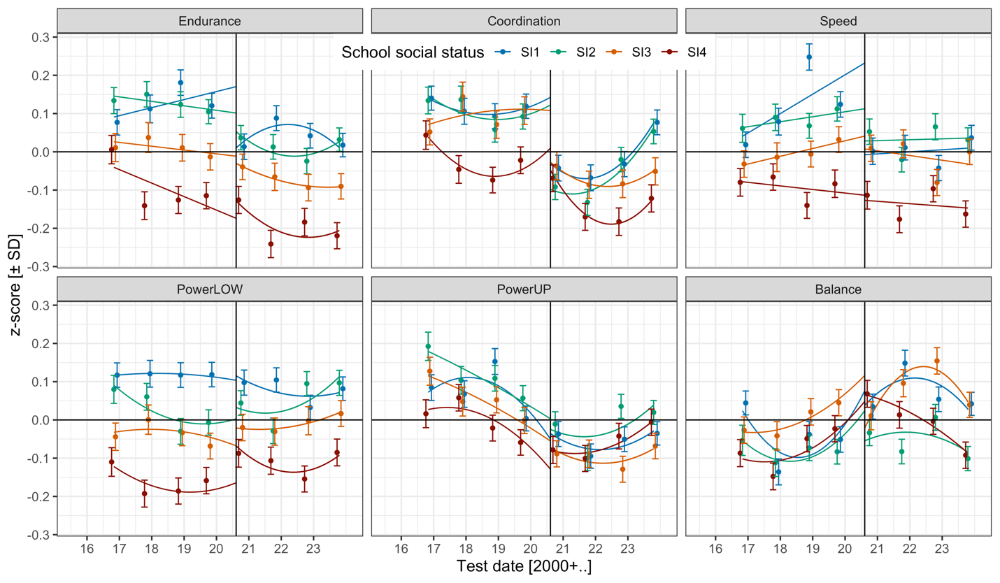 Endurance Coordination Speed
School social status SI1 SI2 SI3 SI4
0.3
0.2
0.1
0.0
-0.1
-0.2
-0.3
z-score [± SD]
PowerLOW PowerUP Balance
0.3
0.2
0.1
0.0
-0.1
-0.2
-0.3
16 17 18 19 20 21 22 23 16 17 18 19 20 21 22 23 16 17 18 19 20 21 22 23
Test date [2000+..]